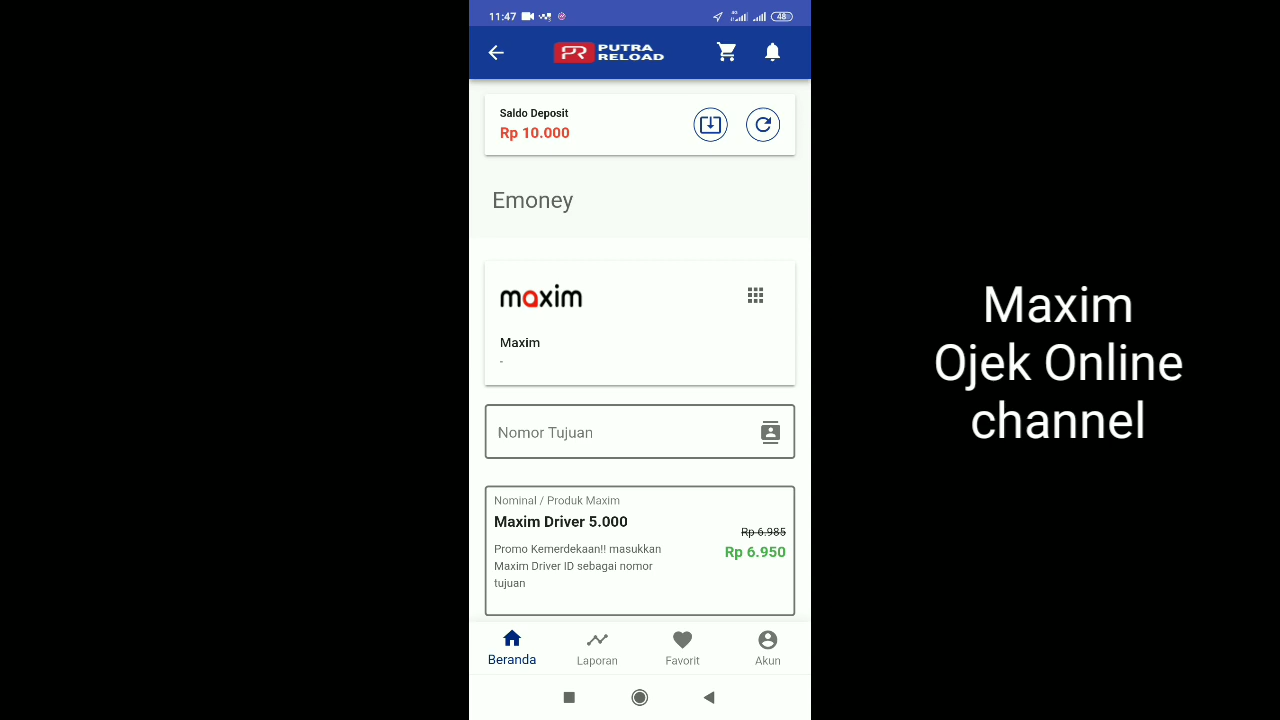 11:47
48
PR PUTRA
RELOAD
Saldo Deposit
Rp 10.000
Emoney
maxim
Maxim
-
Nomor Tujuan
Nominal / Produk Maxim
Maxim Driver 5.000
Rp 6.985
Promo Kemerdekaan!! masukkan
Rp 6.950
Maxim Driver ID sebagai nomor
tujuan
Beranda
Laporan
Favorit
Akun
Maxim
Ojek Online
channel